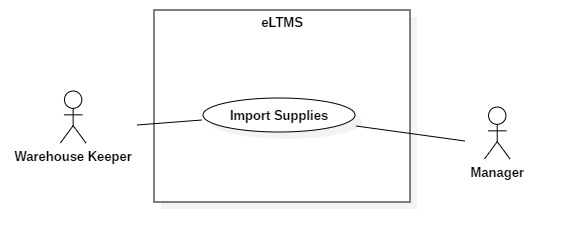 eLTMS
Import Supplies
Warehouse Keeper
Manager